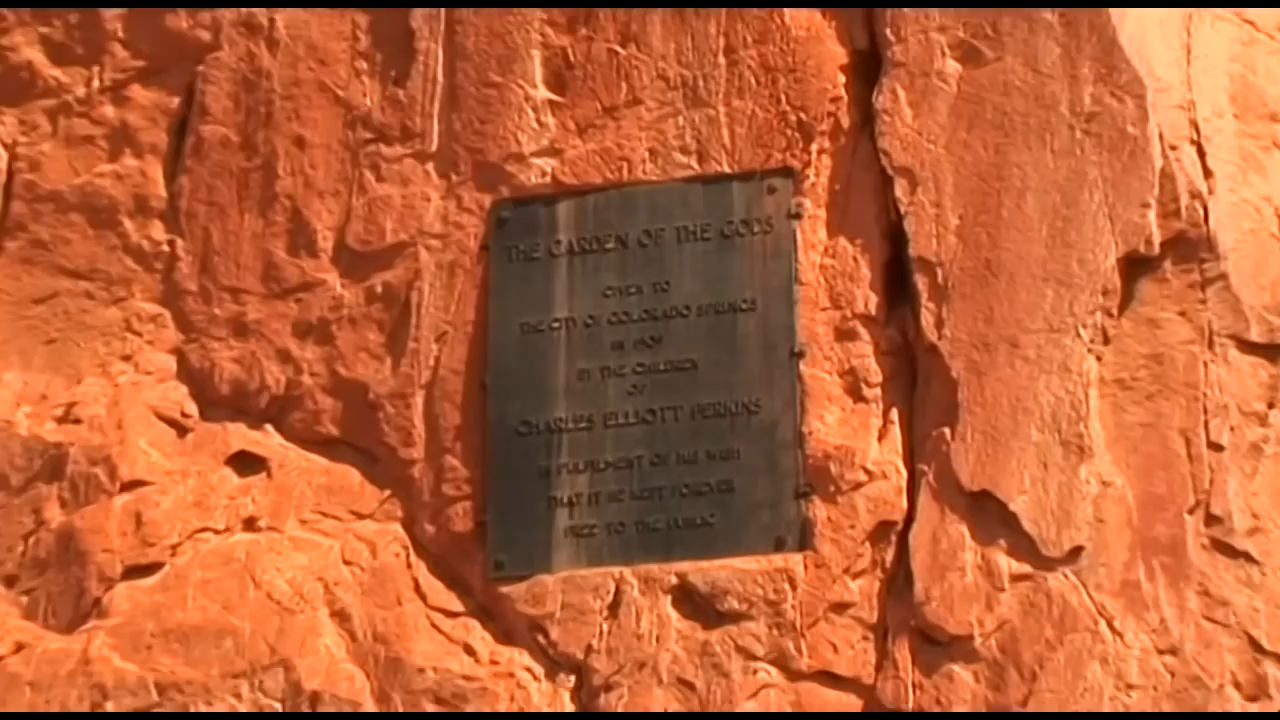 THE GARDEN OF THE GODS
GIVEN TO
THE CITY OF COLORADO SPRINGS
IN 1909
BY THE CHILDREN
OF
CHARLES ELLIOTT PERKINS
IN FULFILMENT OF HIS WISH
THAT IT BE KEPT FOREVER
FREE TO THE PUBLIC